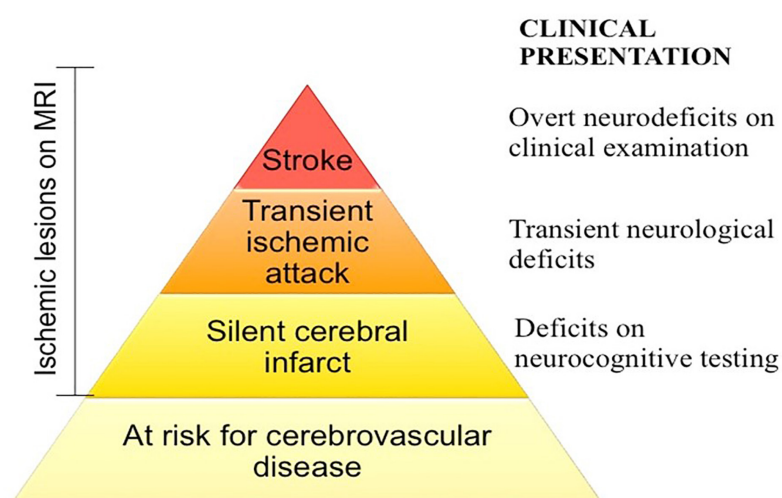 CLINICAL
PRESENTATION
Ischemic lesions on MRI
Stroke
Overt neurodeficits on
clinical examination
Transient
ischemic
attack
Transient neurological
deficits
Silent cerebral
infarct
Deficits on
neurocognitive testing
At risk for cerebrovascular
disease